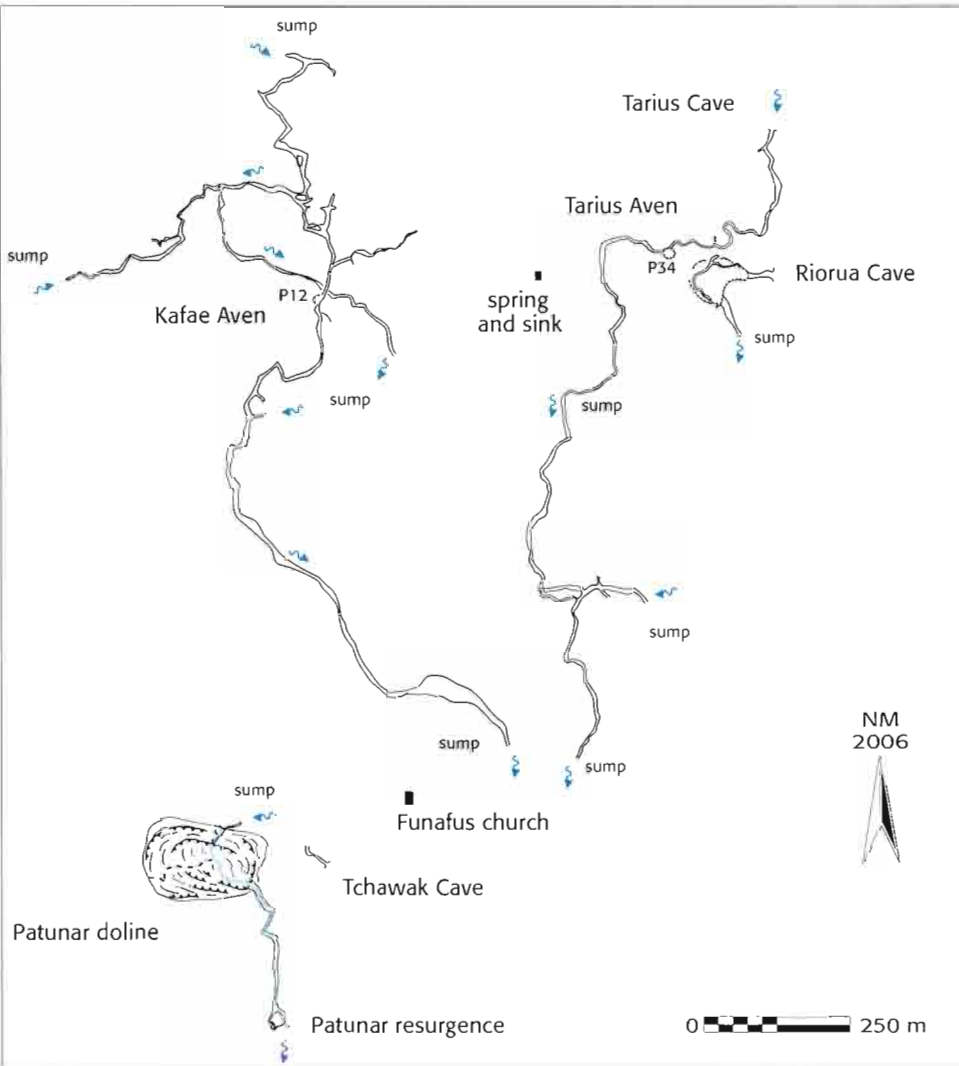 sump
Tarius Cave
Tarius Aven
sump
P34
Riorua Cave
P12
spring
and sink
Kafae Aven
sump
sump
sump
sump
NM
2006
sump
sump
sump
Funafus church
Tchawak Cave
Patunar doline
Patunar resurgence
0
250 m